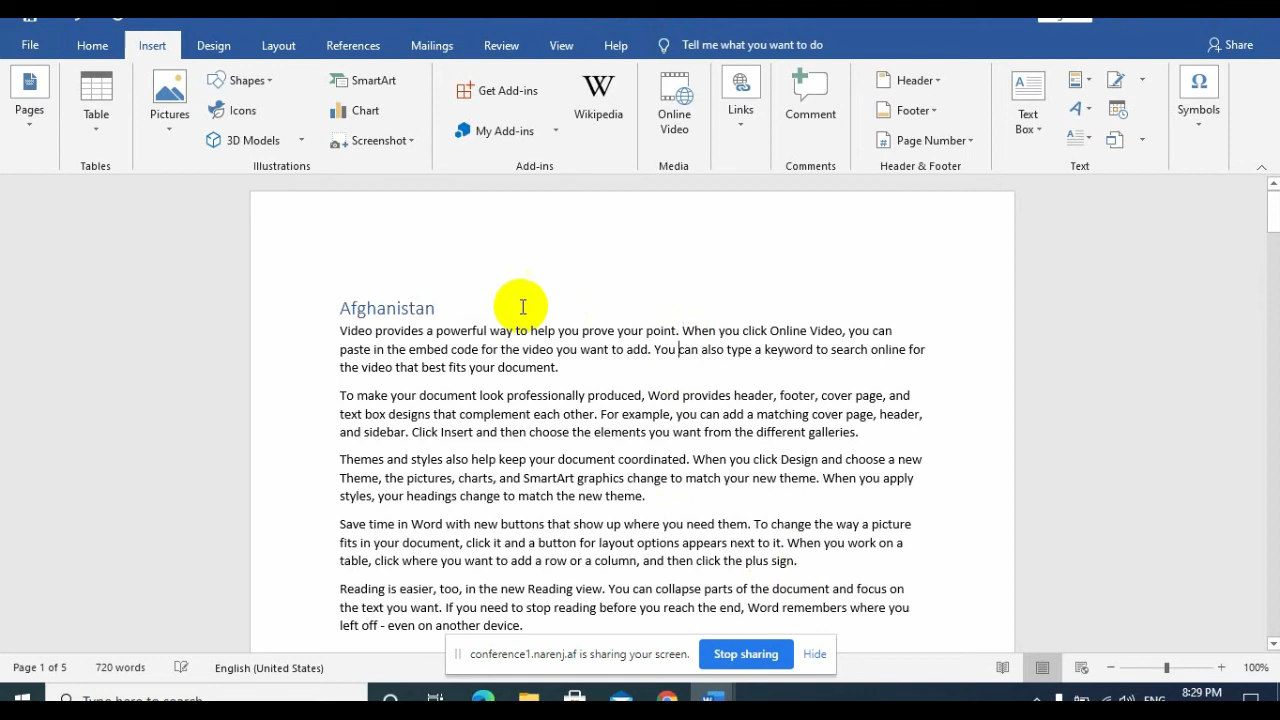 File Home Insert Design Layout References Mailings Review View Help Tell me what you want to do Share
Pages
Table
Pictures
Shapes
Icons
3D Models
SmartArt
Chart
Screenshot
Get Add-ins
My Add-ins
W
Wikipedia
Online
Video
Links
Comment
Header
Footer
Page Number
Text
Box
Symbols
Tables Illustrations Add-ins Media Comments Header & Footer Text
Afghanistan
Video provides a powerful way to help you prove your point. When you click Online Video, you can
paste in the embed code for the video you want to add. You can also type a keyword to search online for
the video that best fits your document.
To make your document look professionally produced, Word provides header, footer, cover page, and
text box designs that complement each other. For example, you can add a matching cover page, header,
and sidebar. Click Insert and then choose the elements you want from the different galleries.
Themes and styles also help keep your document coordinated. When you click Design and choose a new
Theme, the pictures, charts, and SmartArt graphics change to match your new theme. When you apply
styles, your headings change to match the new theme.
Save time in Word with new buttons that show up where you need them. To change the way a picture
fits in your document, click it and a button for layout options appears next to it. When you work on a
table, click where you want to add a row or a column, and then click the plus sign.
Reading is easier, too, in the new Reading view. You can collapse parts of the document and focus on
the text you want. If you need to stop reading before you reach the end, Word remembers where you
left off - even on another device.
conference1.narenj.af is sharing your screen. Stop sharing Hide
Page 1 of 5 720 words English (United States) 100%
Type here to search ENG 8:29 PM